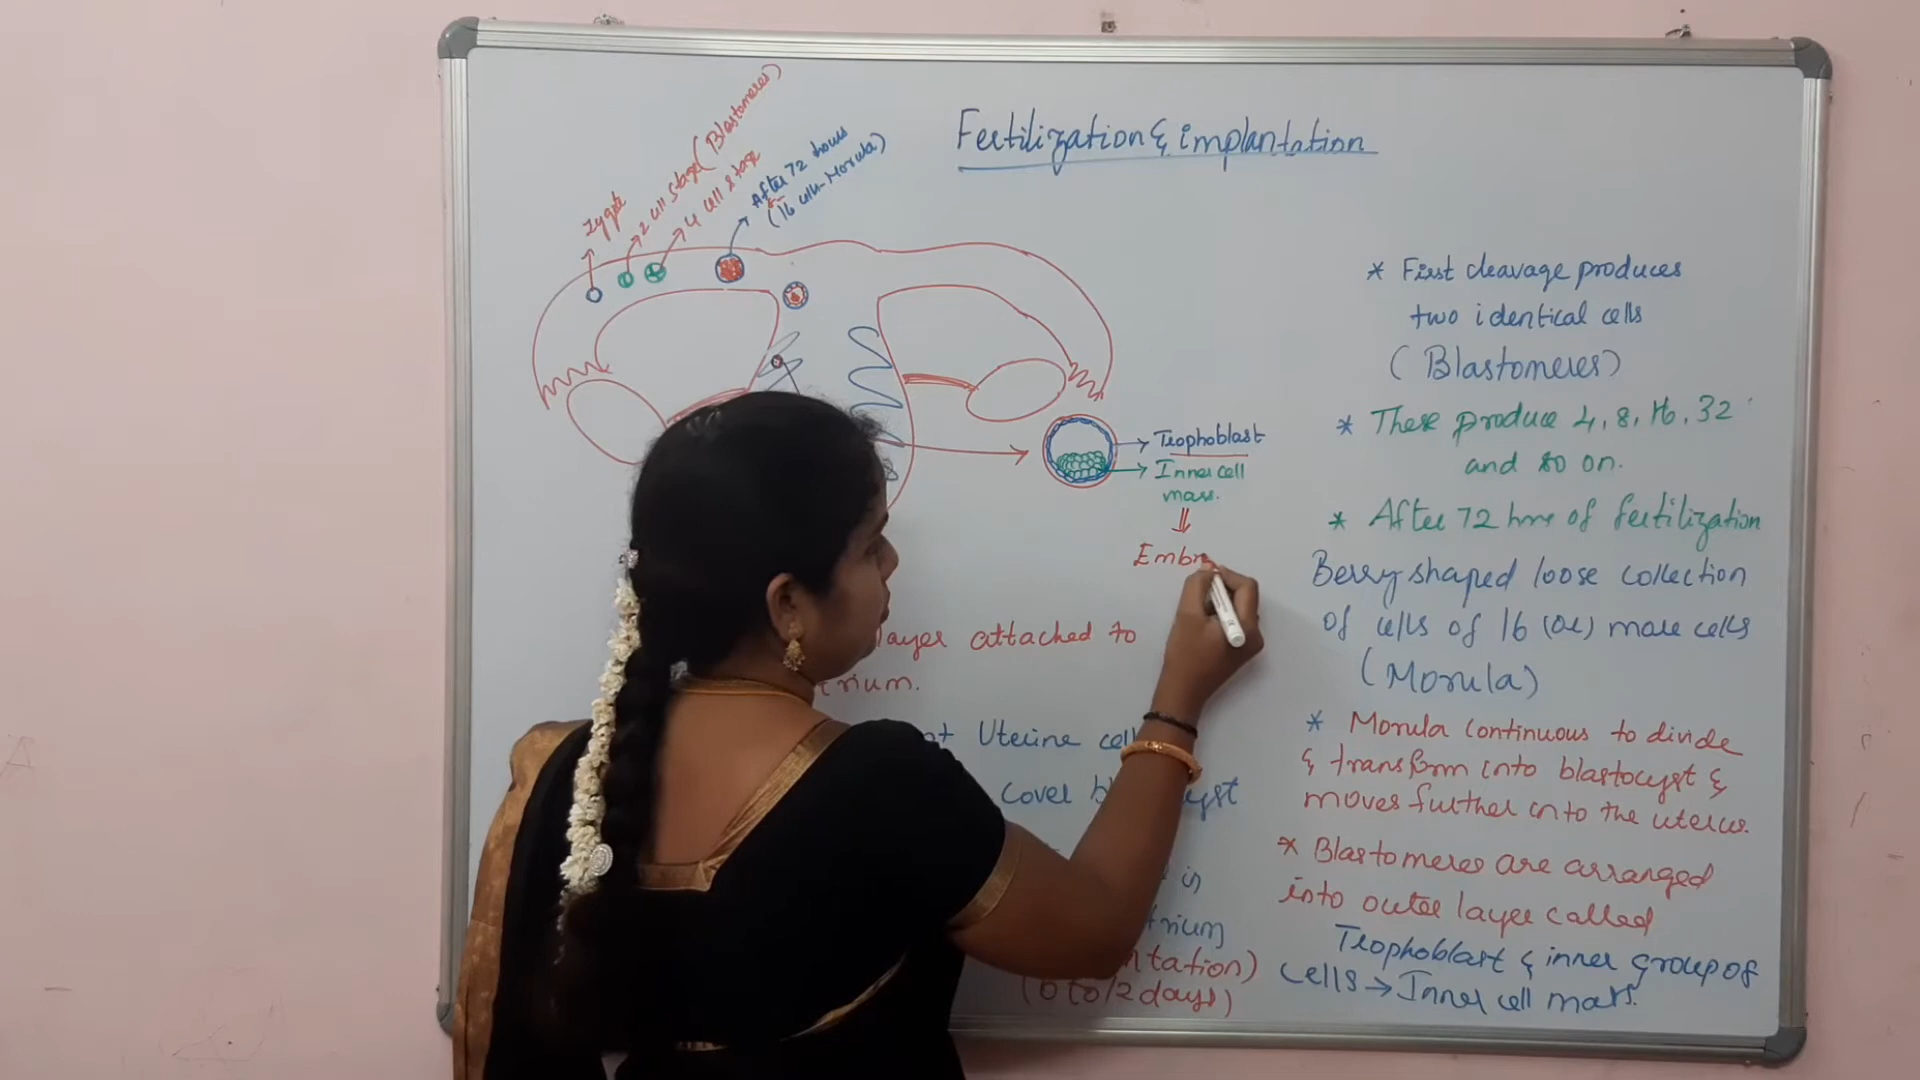 Fertilization & implantation
Zygote
2 cell stage (Blastomeres)
4 cell stage
After 72 hours
(16 cells-Morula)
Trophoblast
Inner cell
mass.
Embr
layer attached to
trium.
Uterine cell
cover b yst
in
trium
ntation)
to 12 days)
* First cleavage produces
two identical cells
(Blastomeres)
* These produce 4, 8, 16, 32
and so on.
* After 72 hrs of fertilization
Berry shaped loose collection
of cells of 16 (or) more cells
(Morula)
* Morula continuous to divide
& transform into blastocyst &
moves further into the uterus.
* Blastomeres are arranged
into outer layer called
Trophoblast & inner group of
cells → Inner cell mass.